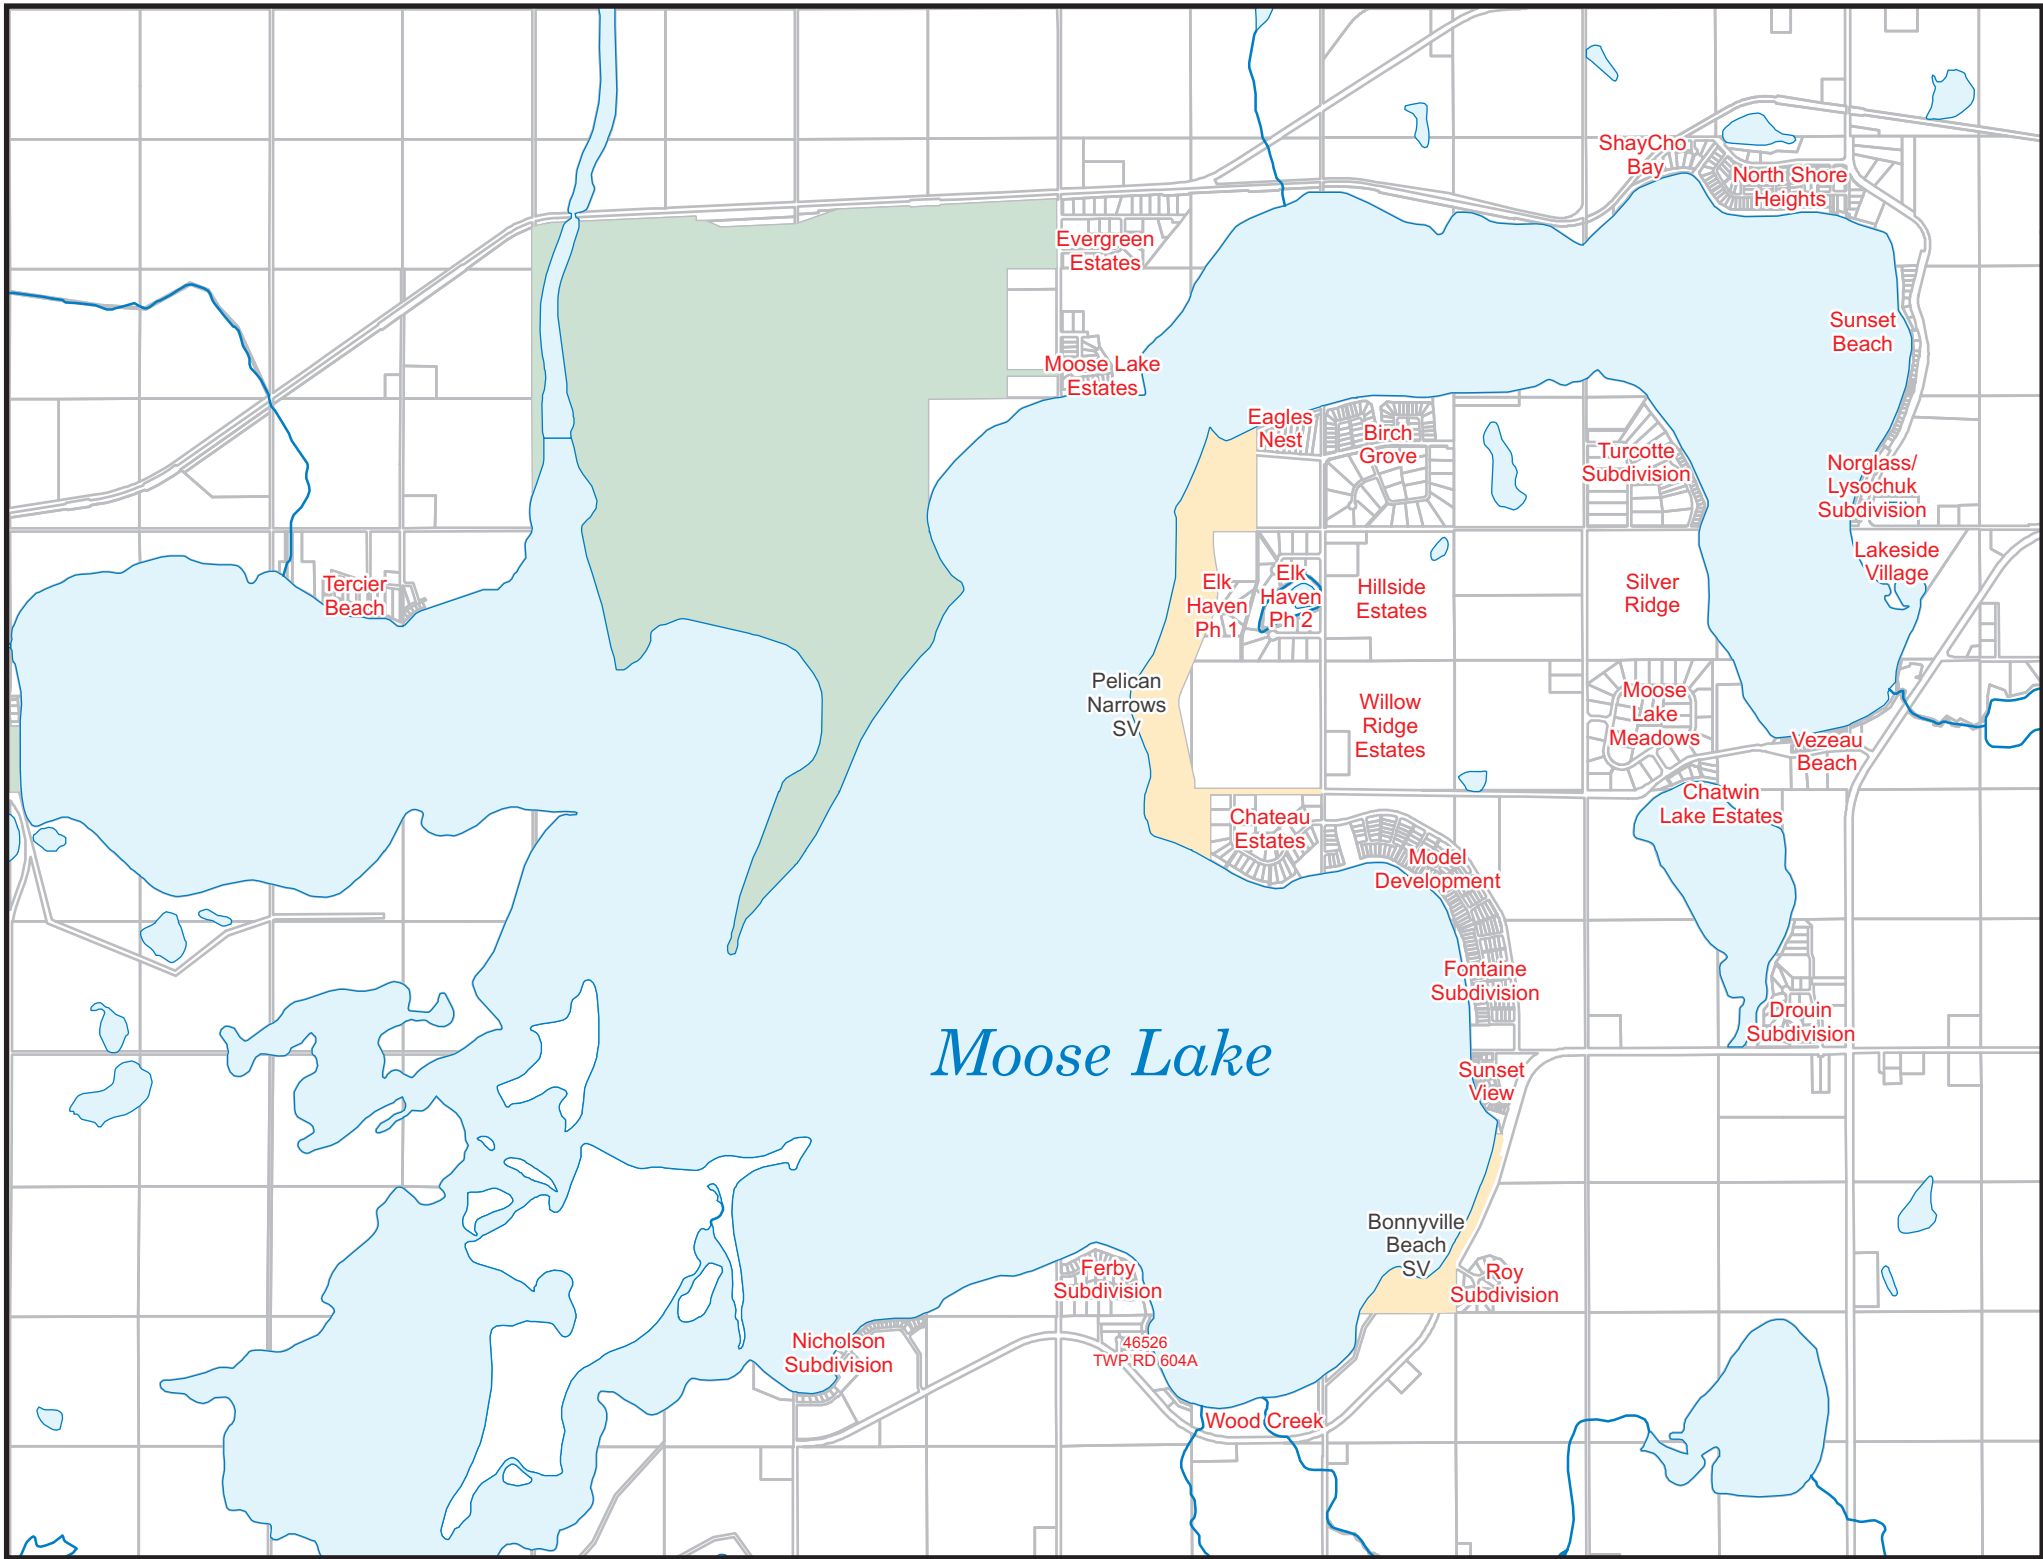 ShayCho
Bay
North Shore
Heights
Evergreen
Estates
Sunset
Beach
Moose Lake
Estates
Eagles
Nest
Birch
Grove
Turcotte
Subdivision
Norglass/
Lysochuk
Subdivision
Lakeside
Village
Tercier
Beach
Elk
Haven
Ph 1
Elk
Haven
Ph 2
Hillside
Estates
Silver
Ridge
Pelican
Narrows
SV
Willow
Ridge
Estates
Moose
Lake
Meadows
Vezeau
Beach
Chatwin
Lake Estates
Chateau
Estates
Model
Development
Fontaine
Subdivision
Drouin
Subdivision
Moose Lake
Sunset
View
Bonnyville
Beach
SV
Roy
Subdivision
Ferby
Subdivision
Nicholson
Subdivision
46526
TWP RD 604A
Wood Creek